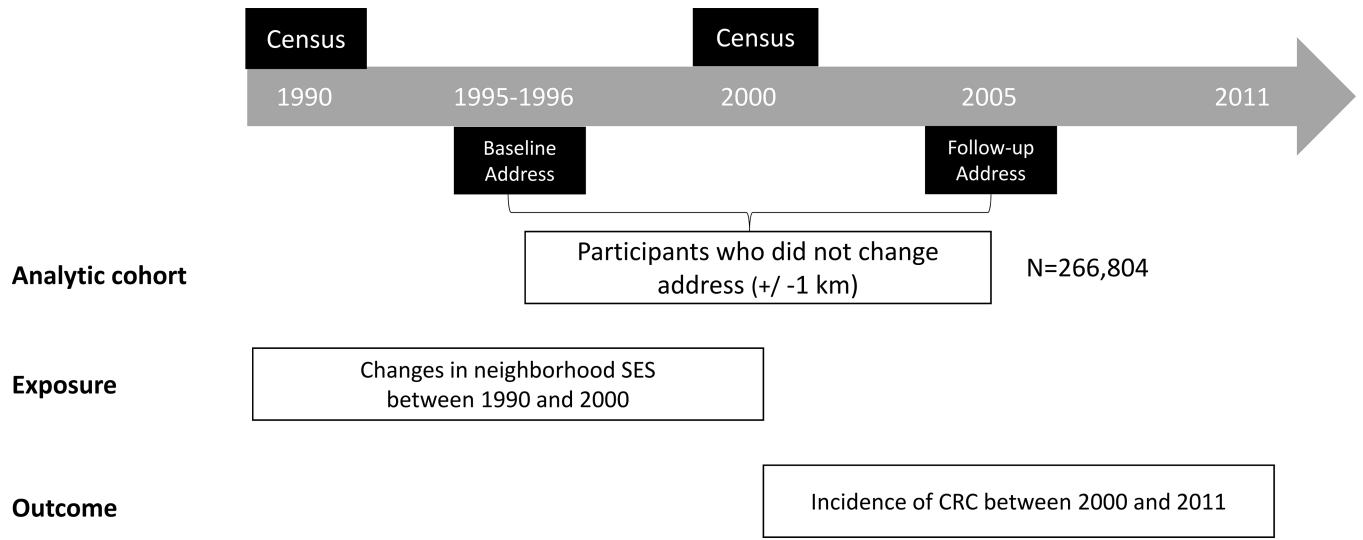 Census
Census
1990
1995-1996
2000
2005
2011
Baseline
Address
Follow-up
Address
Analytic cohort
Participants who did not change
address (+/ -1 km)
N=266,804
Exposure
Changes in neighborhood SES
between 1990 and 2000
Outcome
Incidence of CRC between 2000 and 2011